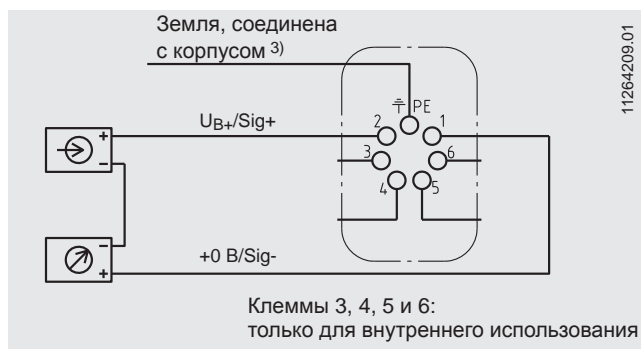 Земля, соединена
с корпусом 3)
11264209.01
PE
UB+/Sig+
2
1
+
−
3
6
4
5
−
+
+0 В/Sig-
Клеммы 3, 4, 5 и 6:
только для внутреннего использования